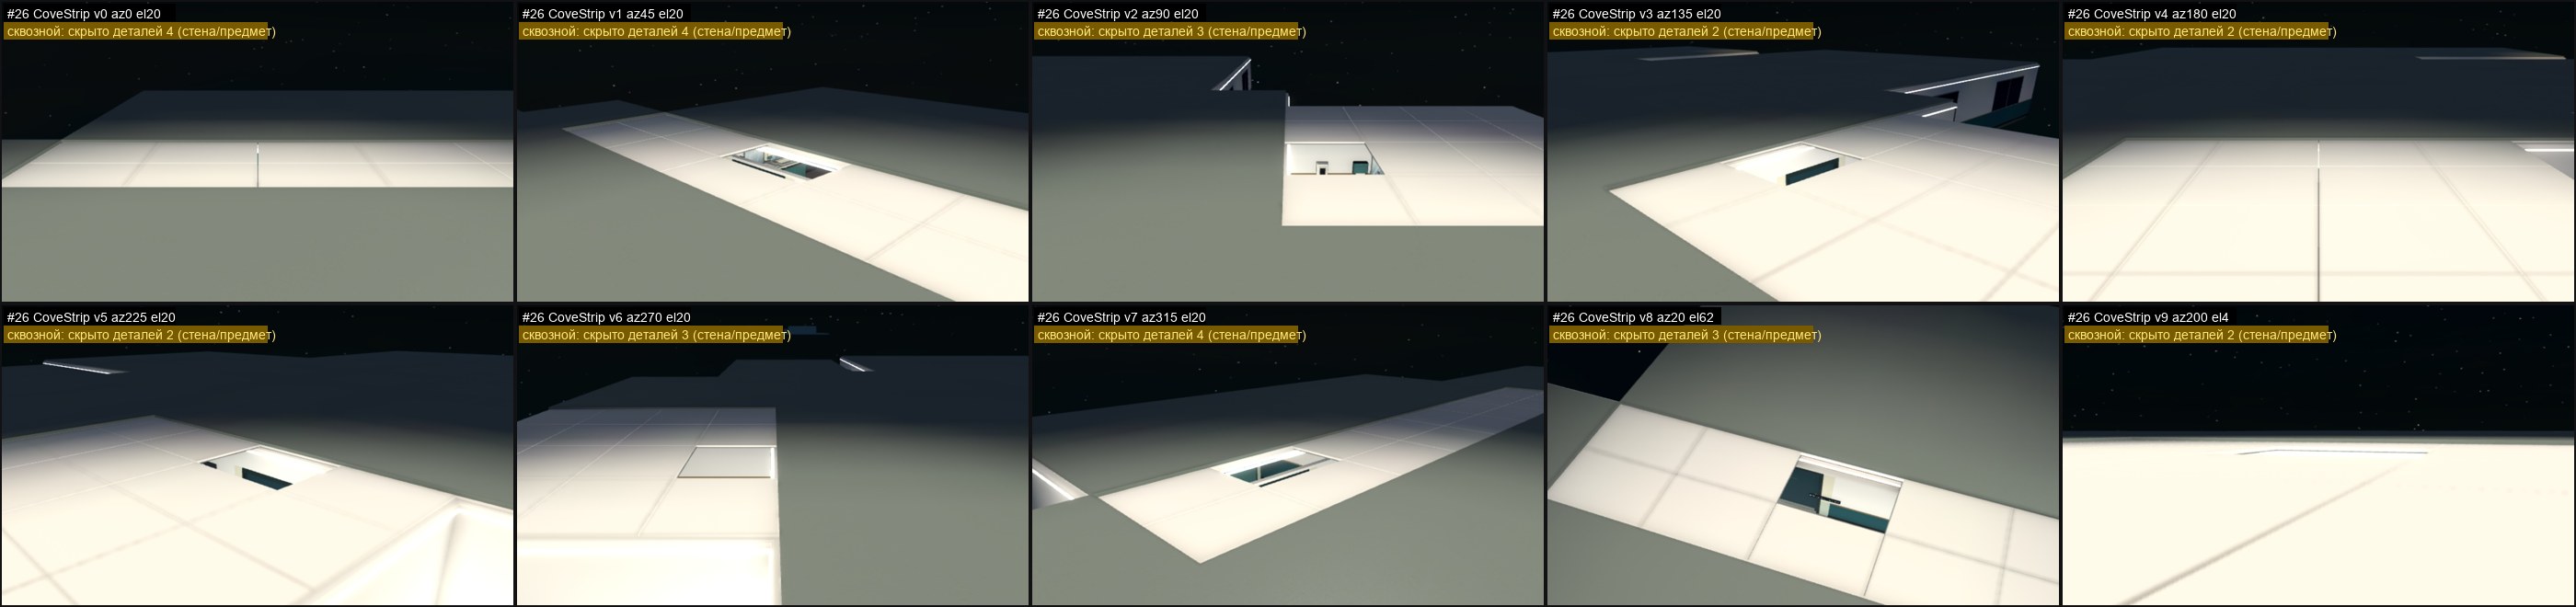 #26 CoveStrip v0 az0 el20
сквозной: скрыто деталей 4 (стена/предмет)
#26 CoveStrip v1 az45 el20
сквозной: скрыто деталей 4 (стена/предмет)
#26 CoveStrip v2 az90 el20
сквозной: скрыто деталей 3 (стена/предмет)
#26 CoveStrip v3 az135 el20
сквозной: скрыто деталей 2 (стена/предмет)
#26 CoveStrip v4 az180 el20
сквозной: скрыто деталей 2 (стена/предмет)
#26 CoveStrip v5 az225 el20
сквозной: скрыто деталей 2 (стена/предмет)
#26 CoveStrip v6 az270 el20
сквозной: скрыто деталей 3 (стена/предмет)
#26 CoveStrip v7 az315 el20
сквозной: скрыто деталей 4 (стена/предмет)
#26 CoveStrip v8 az20 el62
сквозной: скрыто деталей 3 (стена/предмет)
#26 CoveStrip v9 az200 el4
сквозной: скрыто деталей 2 (стена/предмет)